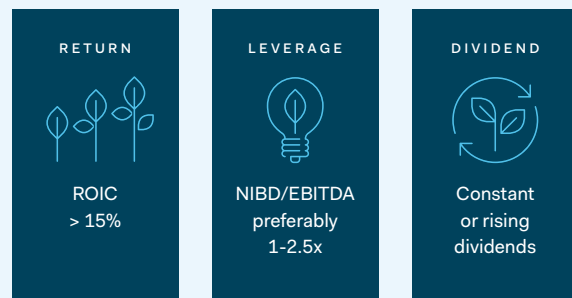 RETURN
ROIC
> 15%
LEVERAGE
NIBD/EBITDA
preferably
1-2.5x
DIVIDEND
Constant
or rising
dividends